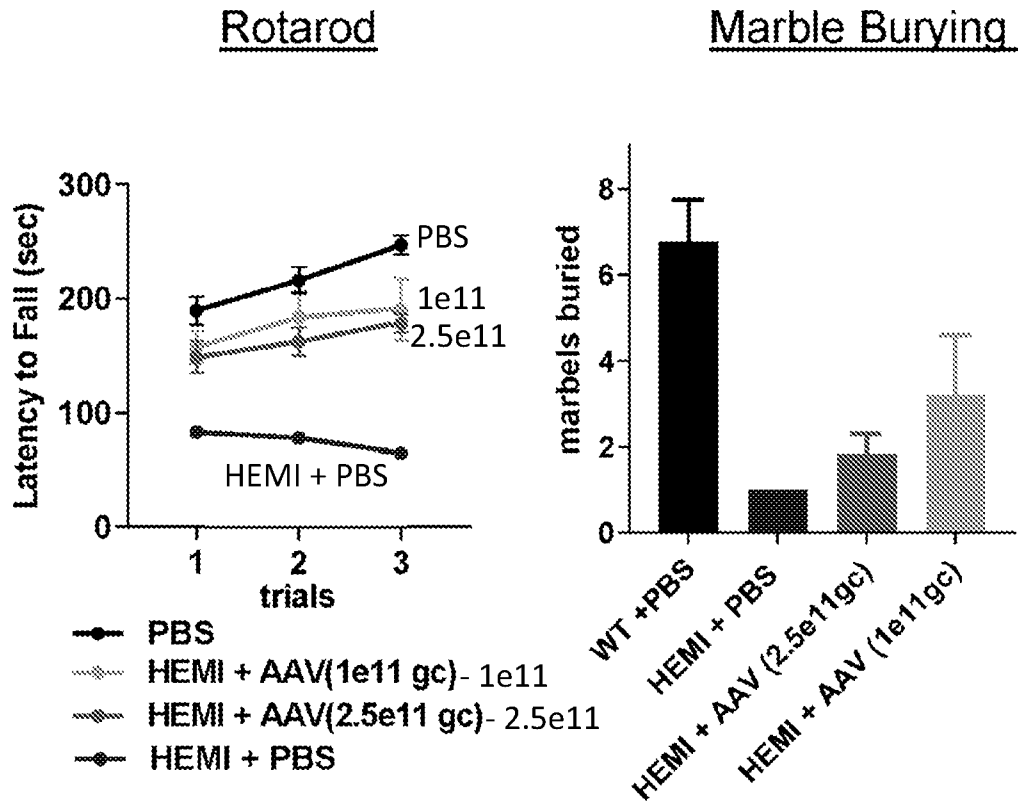 Rotarod
Marble Burying
Latency to Fall (sec)
300
200
100
0
PBS
1e11
2.5e11
HEMI + PBS
1
2
3
trials
PBS
HEMI + AAV(1e11 gc)- 1e11
HEMI + AAV(2.5e11 gc)- 2.5e11
HEMI + PBS
marbels buried
8
6
4
2
0
WT +PBS
HEMI + PBS
HEMI + AAV (2.5e11gc)
HEMI + AAV (1e11gc)